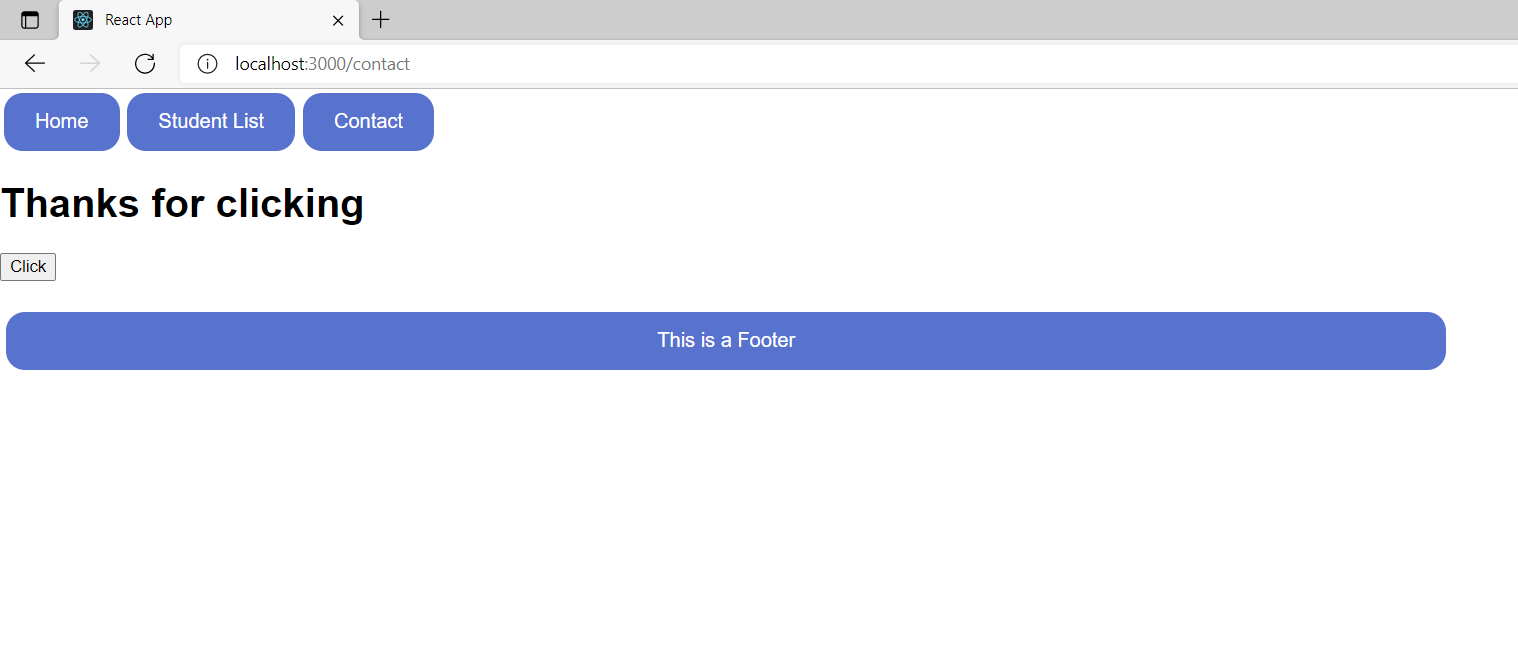 React App
localhost:3000/contact
Home Student List Contact
Thanks for clicking
Click
This is a Footer